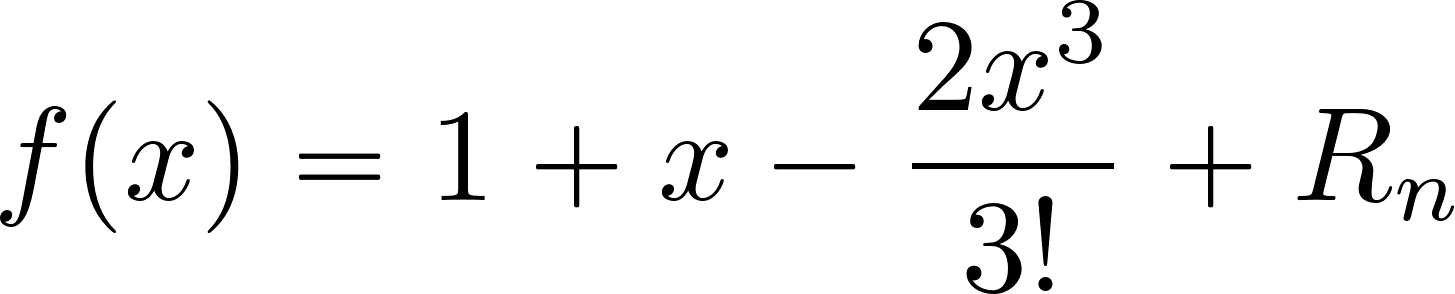 f(x) = 1 + x − \frac{2x^3}{3!} + R_n